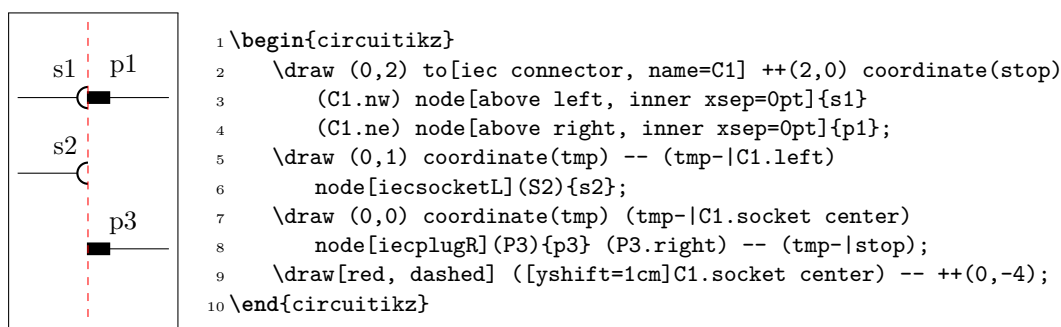 s1 p1
s2
p3
1 \begin{circuitikz}
2 \draw (0,2) to[iec connector, name=C1] ++(2,0) coordinate(stop)
3 (C1.nw) node[above left, inner xsep=0pt]{s1}
4 (C1.ne) node[above right, inner xsep=0pt]{p1};
5 \draw (0,1) coordinate(tmp) -- (tmp-|C1.left)
6 node[iecsocketL](S2){s2};
7 \draw (0,0) coordinate(tmp) (tmp-|C1.socket center)
8 node[iecplugR](P3){p3} (P3.right) -- (tmp-|stop);
9 \draw[red, dashed] ([yshift=1cm]C1.socket center) -- ++(0,-4);
10 \end{circuitikz}